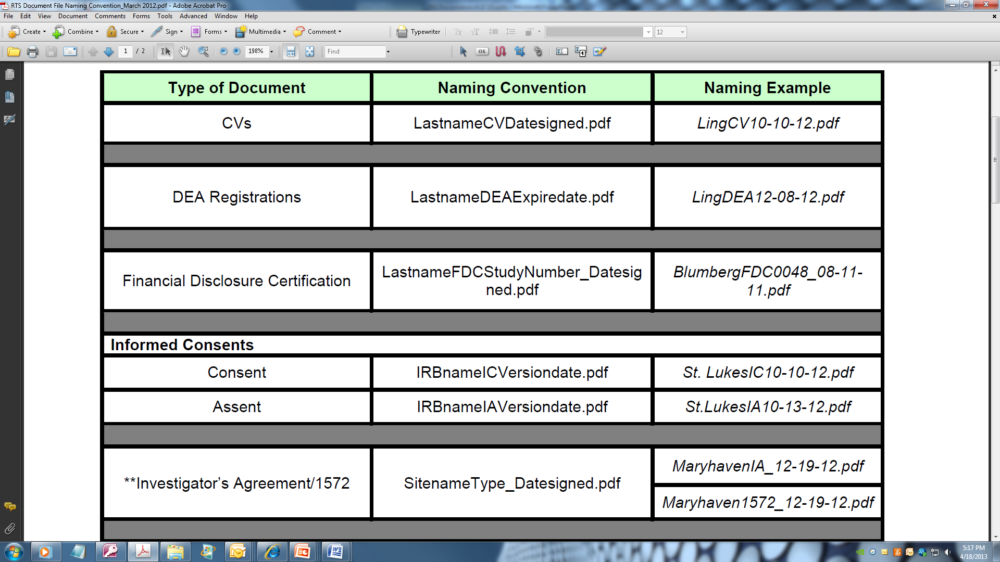 RTS Document File Naming Convention_March 2012.pdf - Adobe Acrobat Pro
File Edit View Document Comments Forms Tools Advanced Window Help
Create Combine Secure Sign Forms Multimedia Comment Typewriter 12
1 / 2 198% Find OK
Type of Document Naming Convention Naming Example
CVs LastnameCVDatesigned.pdf LingCV10-10-12.pdf
DEA Registrations LastnameDEAExpiredate.pdf LingDEA12-08-12.pdf
Financial Disclosure Certification LastnameFDCStudyNumber_Datesig
ned.pdf BlumbergFDC0048_08-11-
11.pdf
Informed Consents
Consent IRBnameICVersiondate.pdf St. LukesIC10-10-12.pdf
Assent IRBnameIAVersiondate.pdf St.LukesIA10-13-12.pdf
**Investigator’s Agreement/1572 SitenameType_Datesigned.pdf MaryhavenIA_12-19-12.pdf
Maryhaven1572_12-19-12.pdf
5:17 PM
4/18/2013